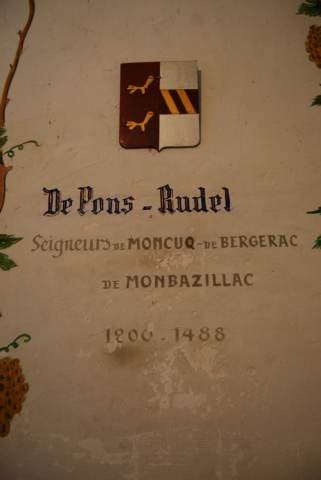 De Pons - Rudel
Seigneurs DE MONCUQ - DE BERGERAC
DE MONBAZILLAC
1206 - 1488